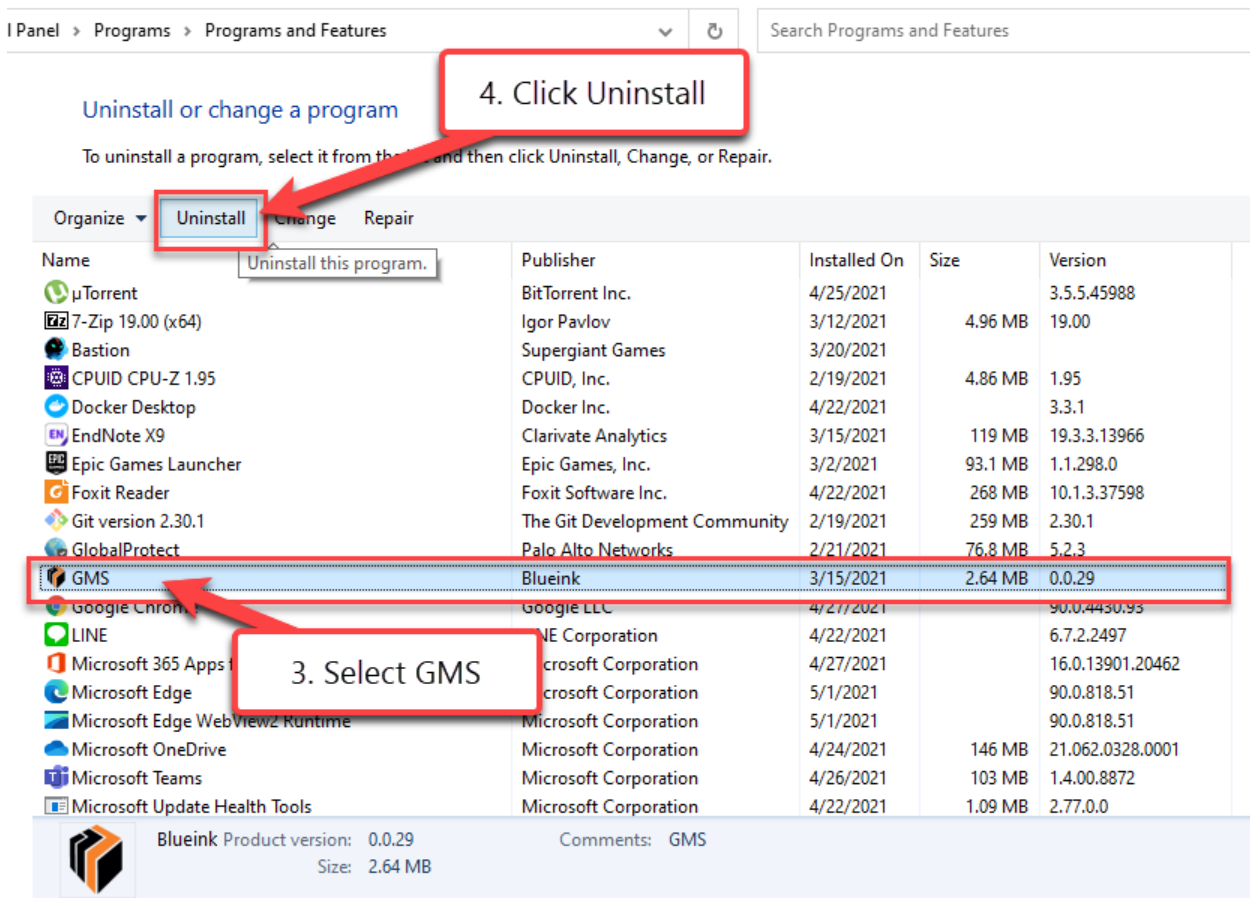 l Panel > Programs > Programs and Features
Search Programs and Features
4. Click Uninstall
Uninstall or change a program
To uninstall a program, select it from the and then click Uninstall, Change, or Repair.
Organize Uninstall Change Repair
Name Publisher Installed On Size Version
Uninstall this program.
µTorrent BitTorrent Inc. 4/25/2021 3.5.5.45988
7z 7-Zip 19.00 (x64) Igor Pavlov 3/12/2021 4.96 MB 19.00
Bastion Supergiant Games 3/20/2021
CPUID CPU-Z 1.95 CPUID, Inc. 2/19/2021 4.86 MB 1.95
Docker Desktop Docker Inc. 4/22/2021 3.3.1
EN EndNote X9 Clarivate Analytics 3/15/2021 119 MB 19.3.3.13966
EPIC Epic Games Launcher Epic Games, Inc. 3/2/2021 93.1 MB 1.1.298.0
Foxit Reader Foxit Software Inc. 4/22/2021 268 MB 10.1.3.37598
Git version 2.30.1 The Git Development Community 2/19/2021 259 MB 2.30.1
GlobalProtect Palo Alto Networks 2/21/2021 76.8 MB 5.2.3
GMS Blueink 3/15/2021 2.64 MB 0.0.29
Google Chrome Google LLC 4/27/2021 90.0.4430.93
LINE NE Corporation 4/22/2021 6.7.2.2497
3. Select GMS
Microsoft 365 Apps f crosoft Corporation 4/27/2021 16.0.13901.20462
Microsoft Edge crosoft Corporation 5/1/2021 90.0.818.51
Microsoft Edge WebView2 Runtime Microsoft Corporation 5/1/2021 90.0.818.51
Microsoft OneDrive Microsoft Corporation 4/24/2021 146 MB 21.062.0328.0001
Microsoft Teams Microsoft Corporation 4/26/2021 103 MB 1.4.00.8872
Microsoft Update Health Tools Microsoft Corporation 4/22/2021 1.09 MB 2.77.0.0
Blueink Product version: 0.0.29 Comments: GMS
Size: 2.64 MB